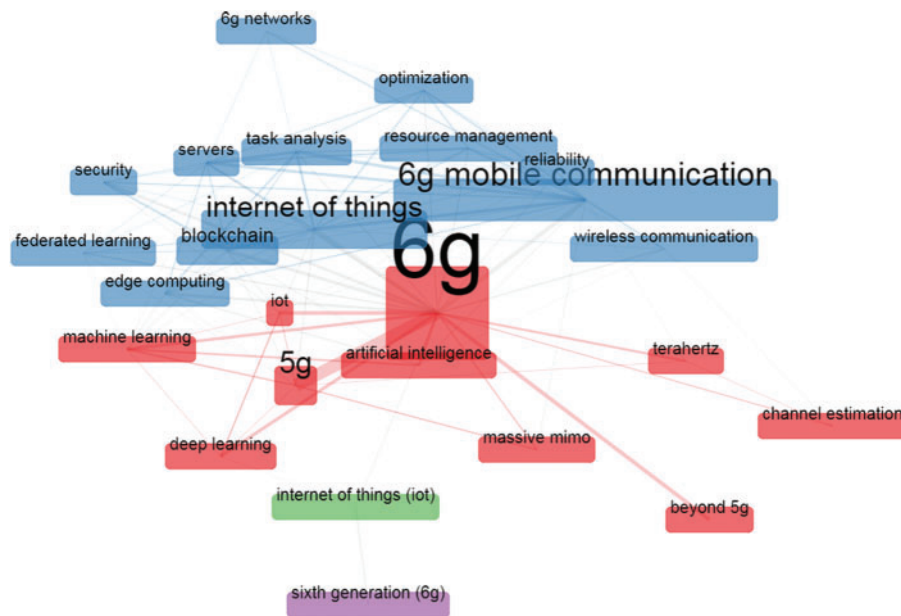 6g networks
optimization
task analysis
resource management
servers
reliability
security
6g mobile communication
internet of things
blockchain
wireless communication
federated learning
6g
edge computing
iot
machine learning
artificial intelligence
terahertz
5g
channel estimation
deep learning
massive mimo
internet of things (iot)
beyond 5g
sixth generation (6g)